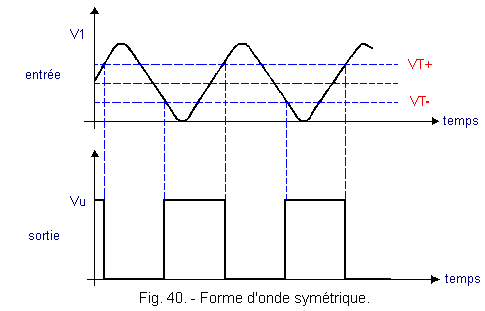 V1
VT+
entrée
VT-
temps
Vu
sortie
temps
Fig. 40. - Forme d'onde symétrique.